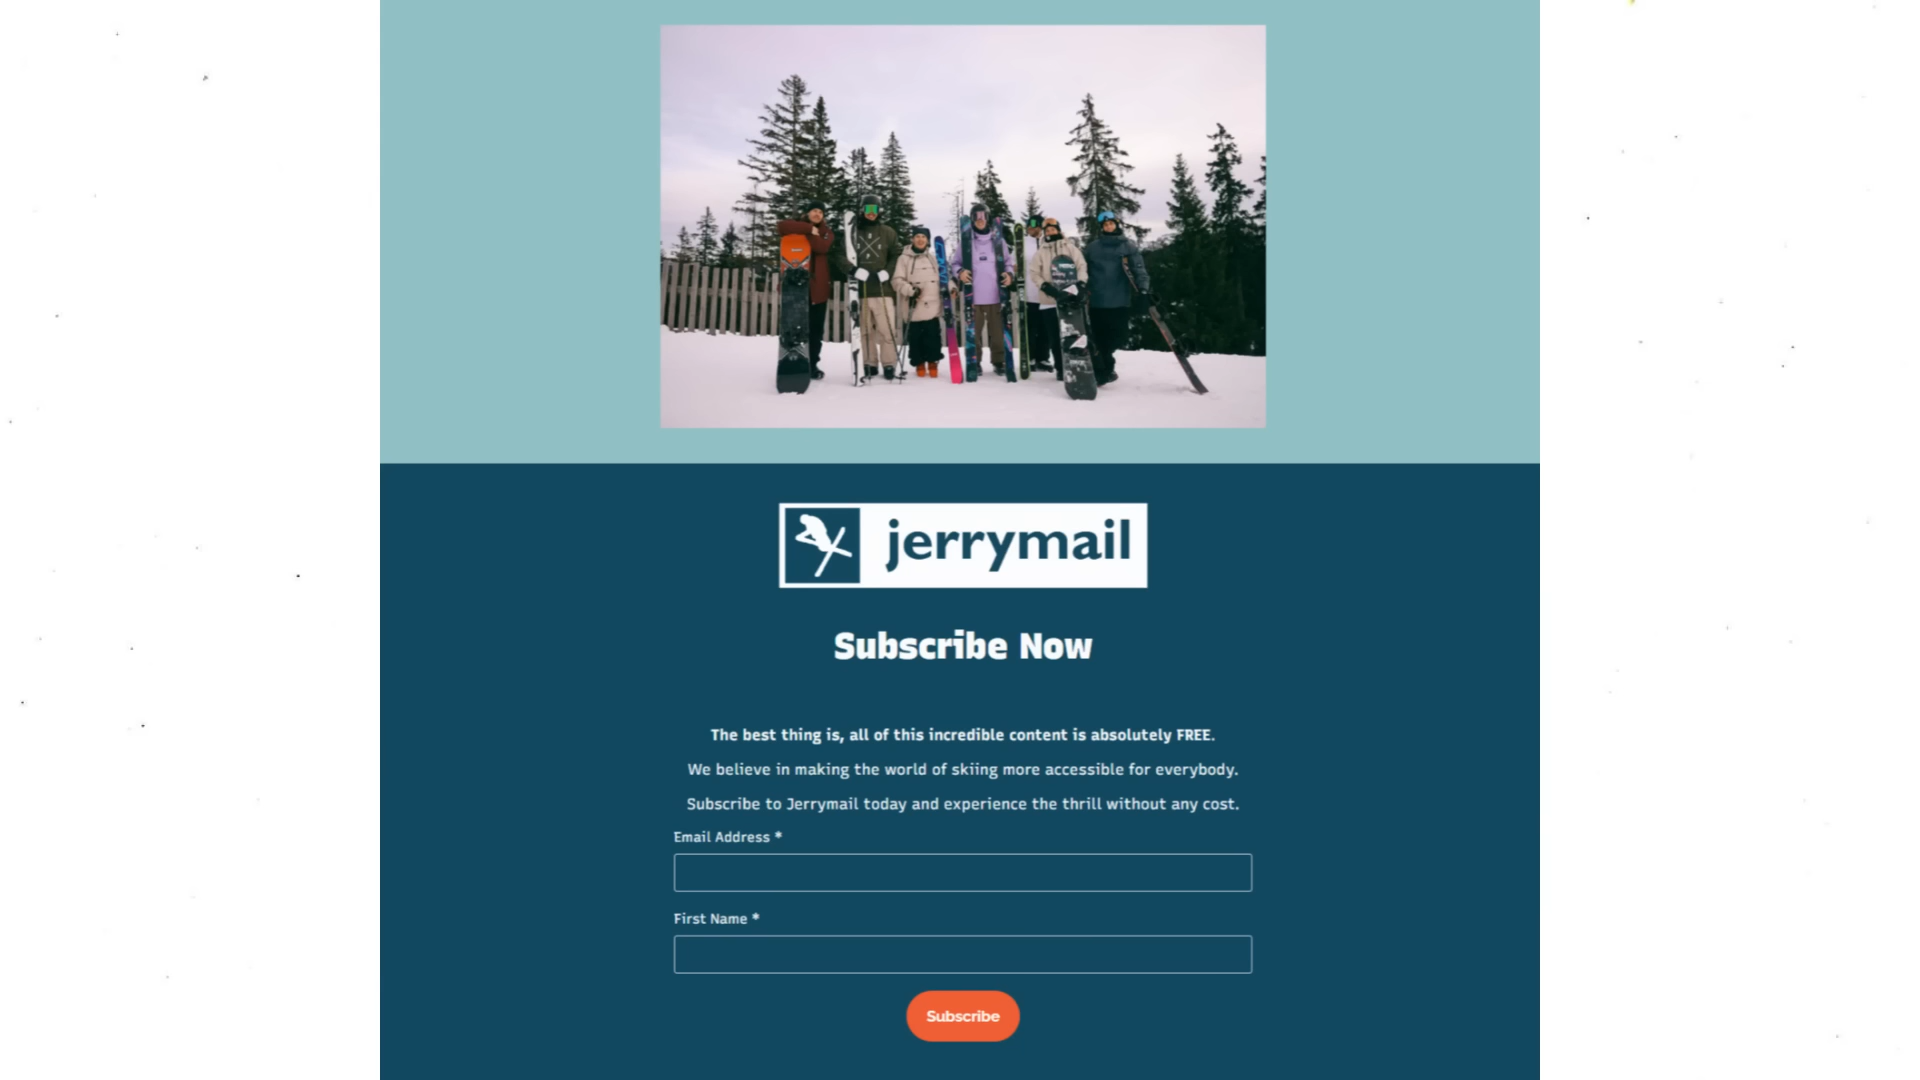 jerrymail
Subscribe Now
The best thing is, all of this incredible content is absolutely FREE.
We believe in making the world of skiing more accessible for everybody.
Subscribe to Jerrymail today and experience the thrill without any cost.
Email Address *
First Name *
Subscribe